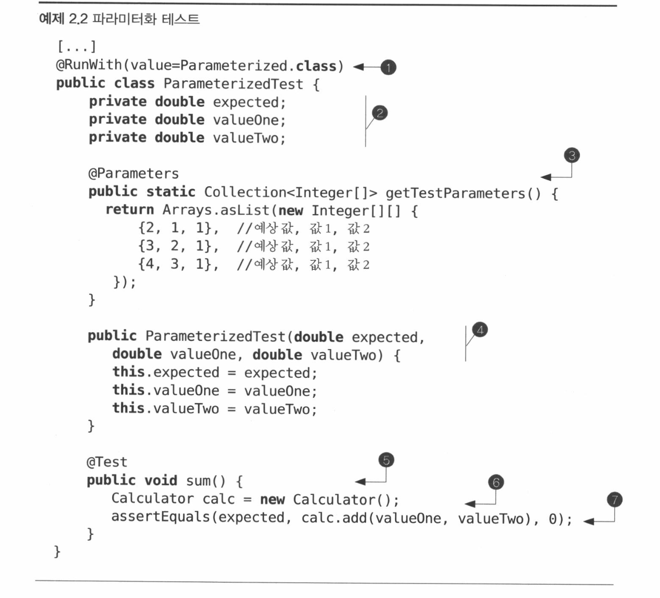 예제 2.2 파라미터화 테스트
[...]
@RunWith(value=Parameterized.class) ❶
public class ParameterizedTest {
private double expected;
private double valueOne; ❷
private double valueTwo;
❸
@Parameters
public static Collection<Integer[]> getTestParameters() {
return Arrays.asList(new Integer[][] {
{2, 1, 1}, //예상 값, 값 1, 값 2
{3, 2, 1}, //예상 값, 값 1, 값 2
{4, 3, 1}, //예상 값, 값 1, 값 2
});
}
public ParameterizedTest(double expected, ❹
double valueOne, double valueTwo) {
this.expected = expected;
this.valueOne = valueOne;
this.valueTwo = valueTwo;
}
@Test ❺
public void sum() { ❻
Calculator calc = new Calculator(); ❼
assertEquals(expected, calc.add(valueOne, valueTwo), 0);
}
}